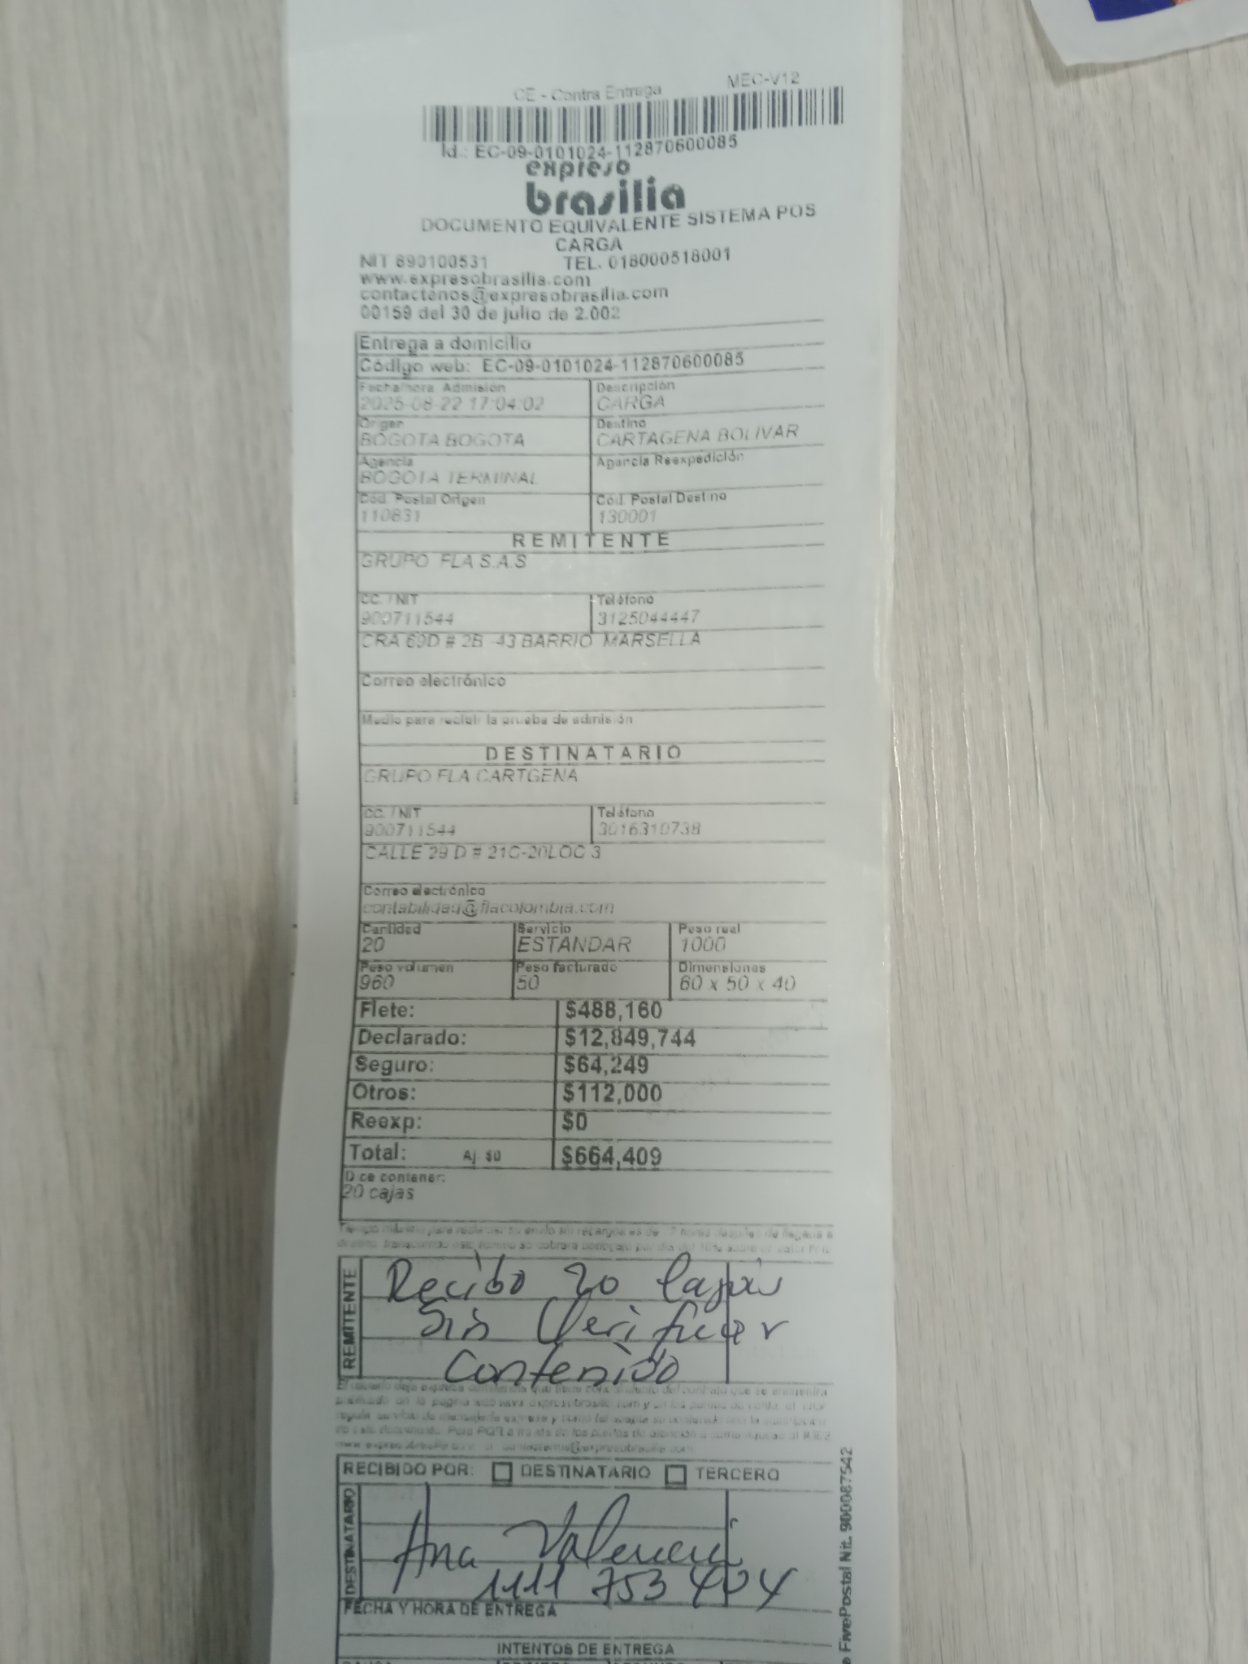 CE - Contra Entrega MEC-V12
Id.: EC-09-0101024-112870600085
expreso
brasilia
DOCUMENTO EQUIVALENTE SISTEMA POS
CARGA
NIT 890100531 TEL. 018000518001
www.expresobrasilia.com
contactenos@expresobrasilia.com
00159 del 30 de julio de 2.002
Entrega a domicilio
Código web: EC-09-0101024-112870600085
Fecha/hora Admisión Descripción
2025-08-22 17:04:02 CARGA
Origen Destino
BOGOTA BOGOTA CARTAGENA BOLIVAR
Agencia Agencia Reexpedición
BOGOTA TERMINAL
Cód. Postal Origen Cód. Postal Destino
110831 130001
REMITENTE
GRUPO FLA S.A.S
CC. / NIT Teléfono
900711544 3125044447
CRA 69D # 2B -43 BARRIO MARSELLA
Correo electrónico
Medio para recibir la prueba de admisión
DESTINATARIO
GRUPO FLA CARTGENA
CC. / NIT Teléfono
900711544 3016310738
CALLE 29 D # 21C-20LOC 3
Correo electrónico
contabilidad@flacolombia.com
Cantidad Servicio Peso real
20 ESTANDAR 1000
Peso volumen Peso facturado Dimensiones
960 50 60 x 50 x 40
Flete: $488,160
Declarado: $12,849,744
Seguro: $64,249
Otros: $112,000
Reexp: $0
Total: Aj $0 $664,409
Dice contener:
20 cajas
REMITENTE
Recibo 20 Cajas
Sin Verificar
Contenido
RECIBIDO POR: DESTINATARIO TERCERO
DESTINATARIO
Ana Valencia
1111 753 404
FECHA Y HORA DE ENTREGA
INTENTOS DE ENTREGA
FivePostal Nit. 900087542